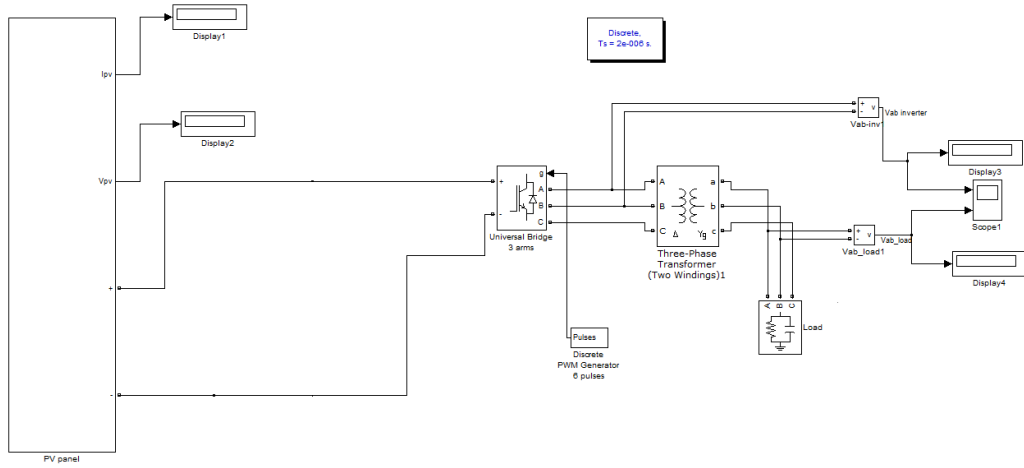 Display1
Ipv
Display2
Vpv
+
-
PV panel
Discrete,
Ts = 2e-006 s.
g
+
-
A
B
C
Universal Bridge
3 arms
Pulses
Discrete
PWM Generator
6 pulses
A
B
C
a
b
c
Δ
Yg
Three-Phase
Transformer
(Two Windings)1
A
B
C
Load
+
-
v
Vab inverter
Vab-inv1
Display3
Scope1
+
-
v
Vab_load
Vab_load1
Display4